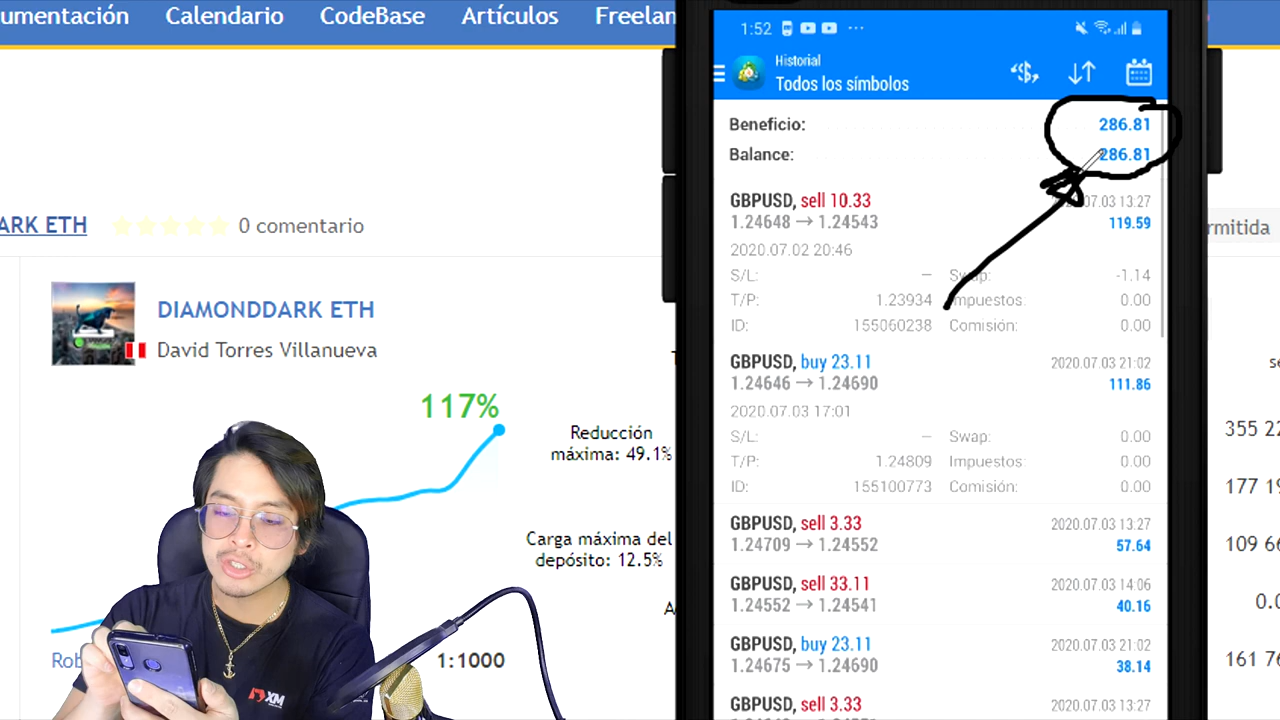 umentación Calendario CodeBase Artículos Freelan
ARK ETH 0 comentario
DIAMONDDARK ETH
David Torres Villanueva
117%
Reducción
máxima: 49.1%
Carga máxima del
depósito: 12.5%
Rob
1:1000
XM
1:52
Historial
Todos los símbolos
Beneficio: 286.81
Balance: 286.81
GBPUSD, sell 10.33 2020.07.03 13:27
1.24648 → 1.24543 119.59
2020.07.02 20:46
S/L: – Swap: -1.14
T/P: 1.23934 Impuestos: 0.00
ID: 155060238 Comisión: 0.00
GBPUSD, buy 23.11 2020.07.03 21:02
1.24646 → 1.24690 111.86
2020.07.03 17:01
S/L: – Swap: 0.00
T/P: 1.24809 Impuestos: 0.00
ID: 155100773 Comisión: 0.00
GBPUSD, sell 3.33 2020.07.03 13:27
1.24709 → 1.24552 57.64
GBPUSD, sell 33.11 2020.07.03 14:06
1.24552 → 1.24541 40.16
GBPUSD, buy 23.11 2020.07.03 21:02
1.24675 → 1.24690 38.14
GBPUSD, sell 3.33 2020.07.03 13:27
rmitida
se
355 22
177 19
109 66
0.0
161 76